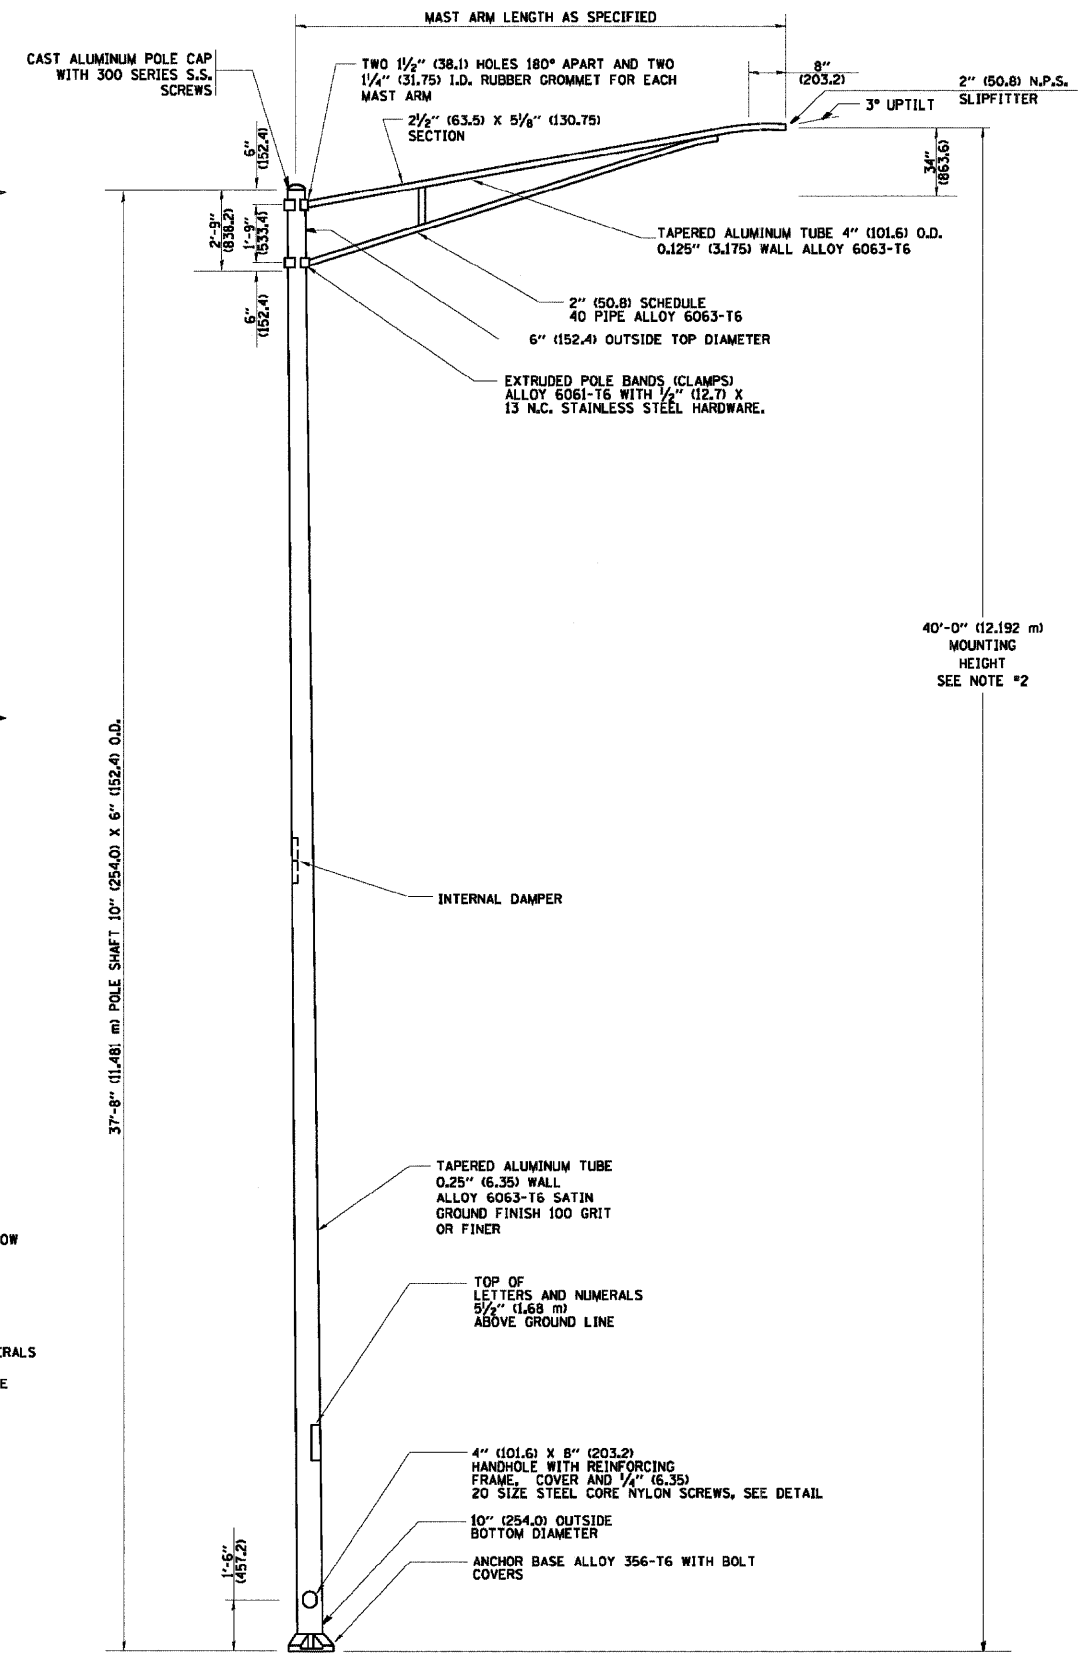 MAST ARM LENGTH AS SPECIFIED
CAST ALUMINUM POLE CAP
WITH 300 SERIES S.S.
SCREWS
TWO 1½" (38.1) HOLES 180° APART AND TWO
1¼" (31.75) I.D. RUBBER GROMMET FOR EACH
MAST ARM
2½" (63.5) X 5⅛" (130.75)
SECTION
8"
(203.2)
2" (50.8) N.P.S.
SLIPFITTER
3° UPTILT
6"
(152.4)
34"
(863.6)
2'-9"
(838.2)
1'-9"
(533.4)
6"
(152.4)
TAPERED ALUMINUM TUBE 4" (101.6) O.D.
0.125" (3.175) WALL ALLOY 6063-T6
2" (50.8) SCHEDULE
40 PIPE ALLOY 6063-T6
6" (152.4) OUTSIDE TOP DIAMETER
EXTRUDED POLE BANDS (CLAMPS)
ALLOY 6061-T6 WITH ½" (12.7) X
13 N.C. STAINLESS STEEL HARDWARE.
40'-0" (12.192 m)
MOUNTING
HEIGHT
SEE NOTE #2
37'-8" (11.481 m) POLE SHAFT 10" (254.0) X 6" (152.4) O.D.
INTERNAL DAMPER
TAPERED ALUMINUM TUBE
0.25" (6.35) WALL
ALLOY 6063-T6 SATIN
GROUND FINISH 100 GRIT
OR FINER
OW
TOP OF
LETTERS AND NUMERALS
5½" (1.68 m)
ABOVE GROUND LINE
ERALS
E
4" (101.6) X 8" (203.2)
HANDHOLE WITH REINFORCING
FRAME, COVER AND ¼" (6.35)
20 SIZE STEEL CORE NYLON SCREWS, SEE DETAIL
10" (254.0) OUTSIDE
BOTTOM DIAMETER
1'-6"
(457.2)
ANCHOR BASE ALLOY 356-T6 WITH BOLT
COVERS